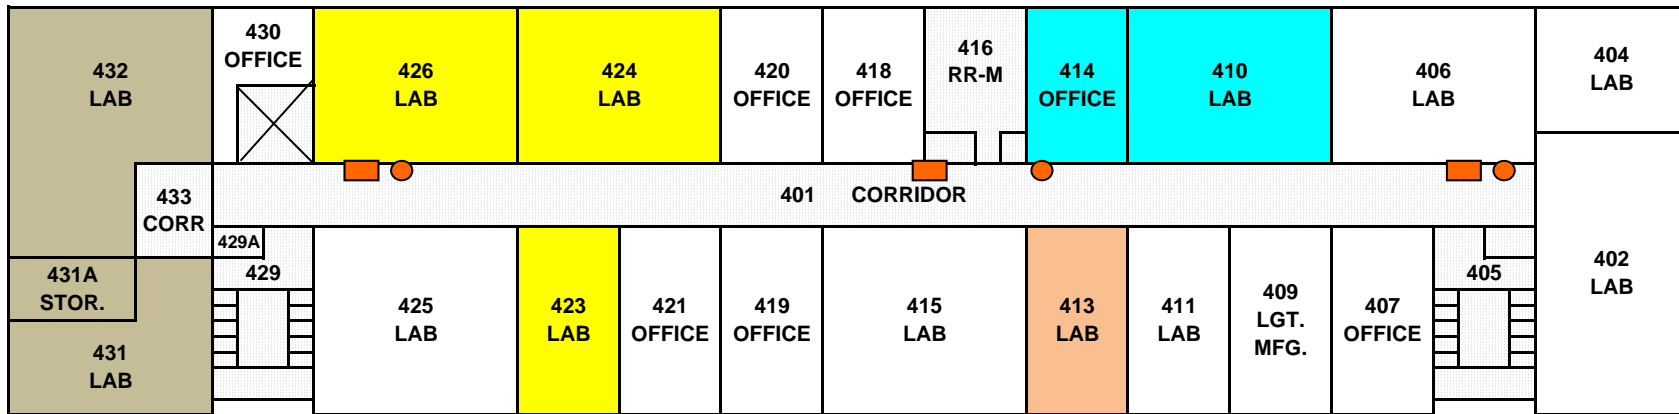 432
LAB
430
OFFICE
426
LAB
424
LAB
420
OFFICE
418
OFFICE
416
RR-M
414
OFFICE
410
LAB
406
LAB
404
LAB
433
CORR
401 CORRIDOR
429A
429
431A
STOR.
431
LAB
425
LAB
423
LAB
421
OFFICE
419
OFFICE
415
LAB
413
LAB
411
LAB
409
LGT.
MFG.
407
OFFICE
405
402
LAB